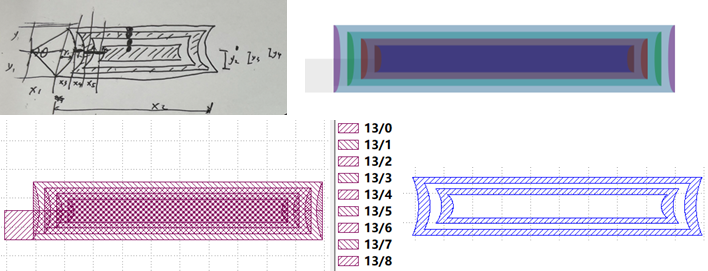 y
θ
y₁
x₁
x₃
x₄
x₅
x₂
y₂
y₃
y₄
13/0
13/1
13/2
13/3
13/4
13/5
13/6
13/7
13/8